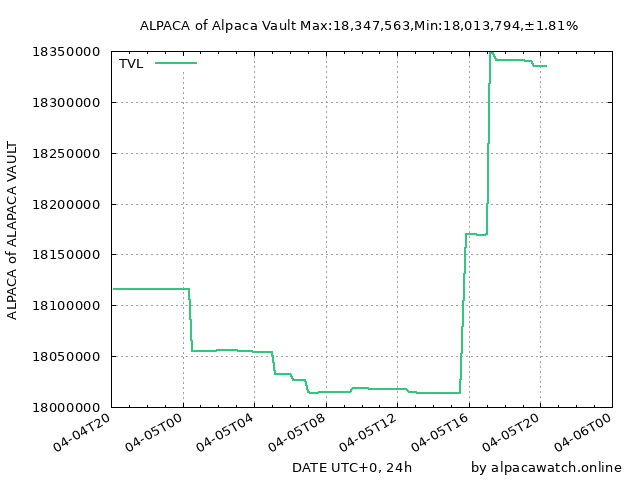 ALPACA of Alpaca Vault Max:18,347,563,Min:18,013,794,±1.81%
ALPACA of ALAPACA VAULT
TVL
18350000
18300000
18250000
18200000
18150000
18100000
18050000
18000000
04-04T20
04-05T00
04-05T04
04-05T08
04-05T12
04-05T16
04-05T20
04-06T00
DATE UTC+0, 24h
by alpacawatch.online